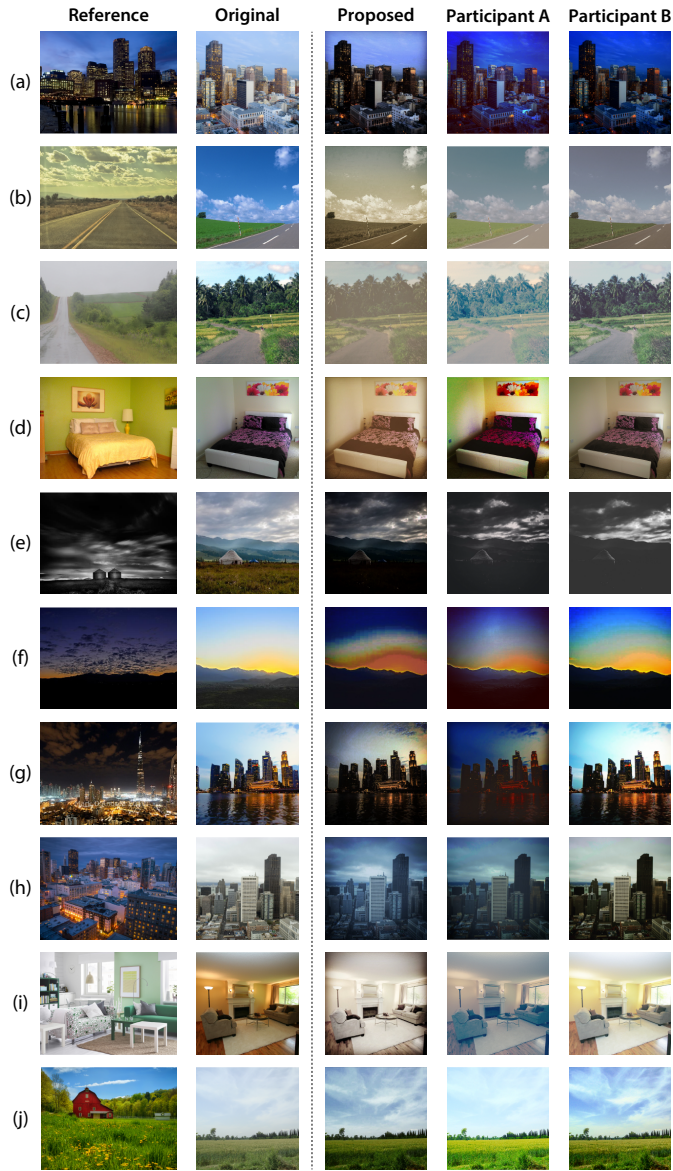 Reference Original Proposed Participant A Participant B
(a)
(b)
(c)
(d)
(e)
(f)
(g)
(h)
(i)
(j)